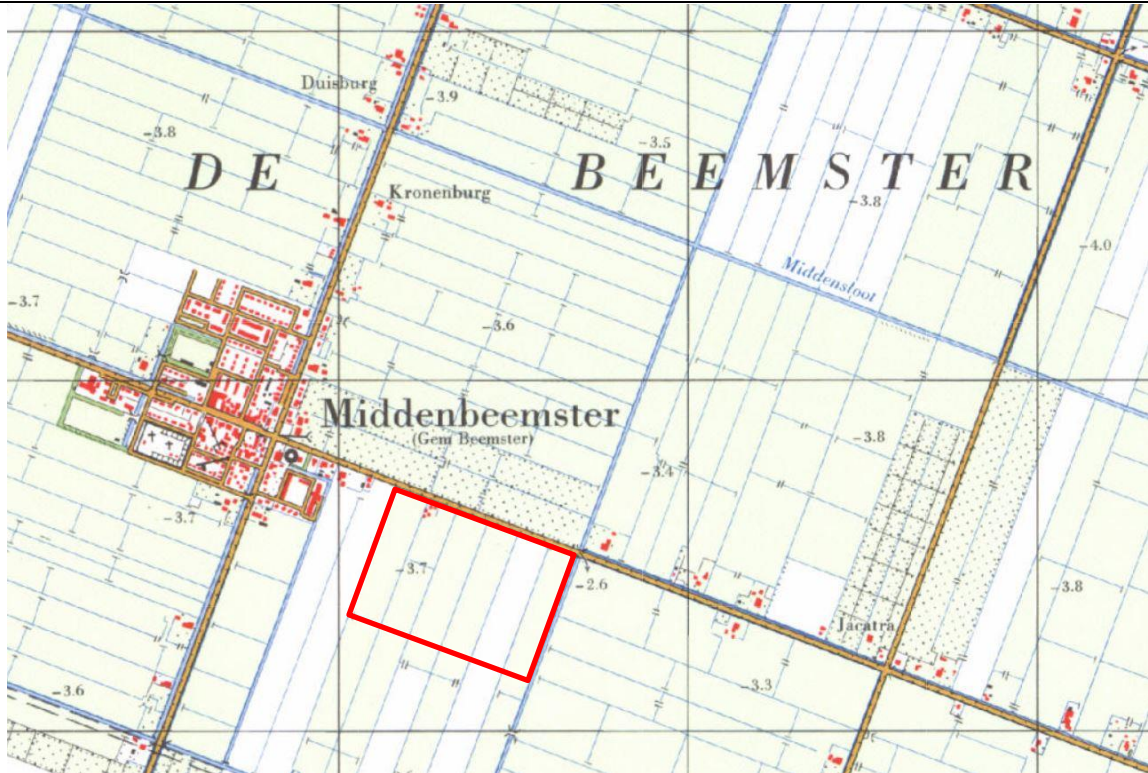 Duisburg
-3.9
-3.8
-3.5
DE BEEMSTER
Kronenburg
-3.8
-4.0
Middensloot
-3.7
-3.6
Middenbeemster
(Gem Beemster)
-3.8
-3.4
-3.7
-3.7
-2.6
-3.8
Jacatra
-3.6
-3.3